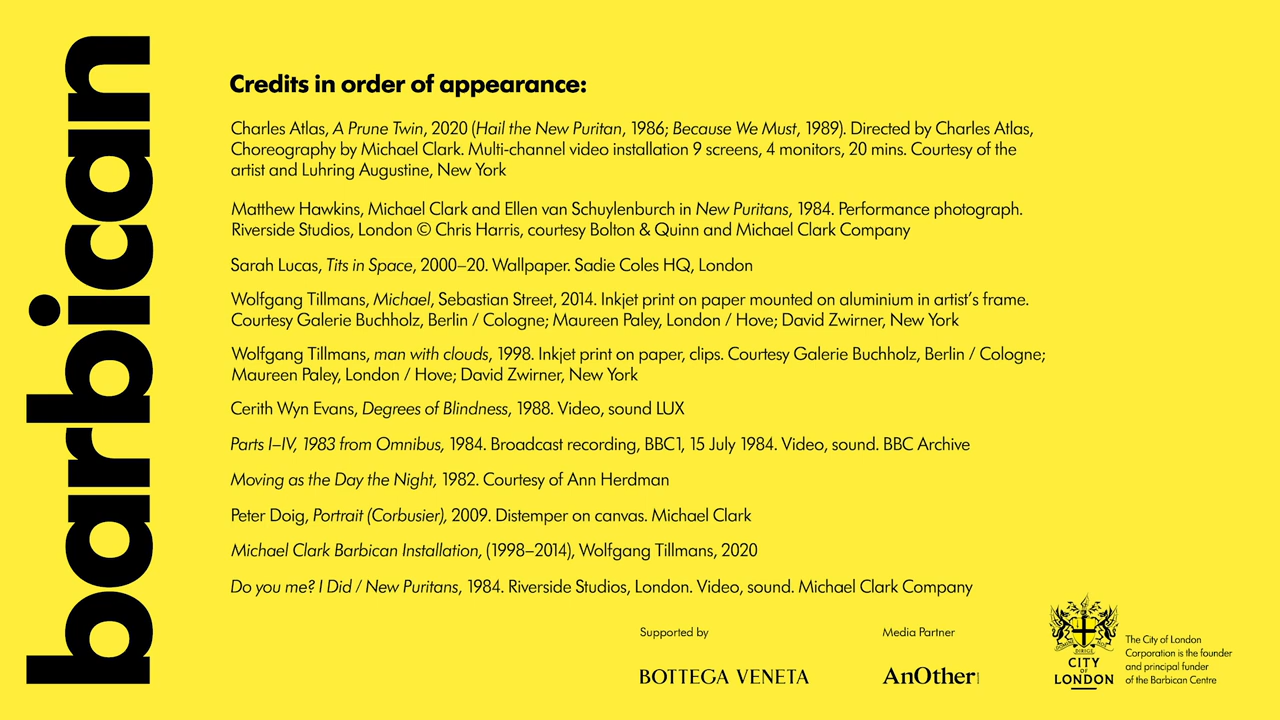 barbican
Credits in order of appearance:
Charles Atlas, A Prune Twin, 2020 (Hail the New Puritan, 1986; Because We Must, 1989). Directed by Charles Atlas,
Choreography by Michael Clark. Multi-channel video installation 9 screens, 4 monitors, 20 mins. Courtesy of the
artist and Luhring Augustine, New York
Matthew Hawkins, Michael Clark and Ellen van Schuylenburch in New Puritans, 1984. Performance photograph.
Riverside Studios, London © Chris Harris, courtesy Bolton & Quinn and Michael Clark Company
Sarah Lucas, Tits in Space, 2000–20. Wallpaper. Sadie Coles HQ, London
Wolfgang Tillmans, Michael, Sebastian Street, 2014. Inkjet print on paper mounted on aluminium in artist's frame.
Courtesy Galerie Buchholz, Berlin / Cologne; Maureen Paley, London / Hove; David Zwirner, New York
Wolfgang Tillmans, man with clouds, 1998. Inkjet print on paper, clips. Courtesy Galerie Buchholz, Berlin / Cologne;
Maureen Paley, London / Hove; David Zwirner, New York
Cerith Wyn Evans, Degrees of Blindness, 1988. Video, sound LUX
Parts I–IV, 1983 from Omnibus, 1984. Broadcast recording, BBC1, 15 July 1984. Video, sound. BBC Archive
Moving as the Day the Night, 1982. Courtesy of Ann Herdman
Peter Doig, Portrait (Corbusier), 2009. Distemper on canvas. Michael Clark
Michael Clark Barbican Installation, (1998–2014), Wolfgang Tillmans, 2020
Do you me? I Did / New Puritans, 1984. Riverside Studios, London. Video, sound. Michael Clark Company
Supported by
BOTTEGA VENETA
Media Partner
AnOther
CITY
OF
LONDON
The City of London
Corporation is the founder
and principal funder
of the Barbican Centre